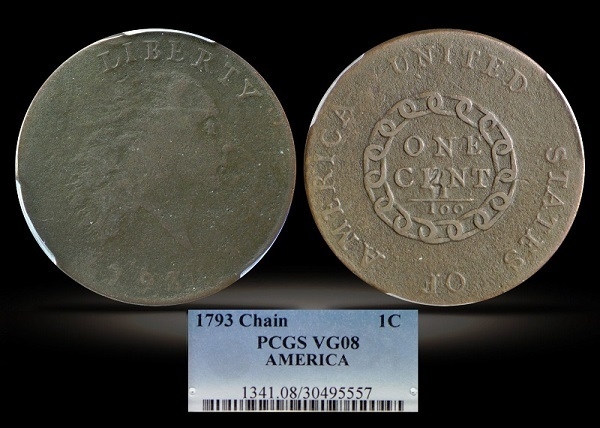 LIBERTY
UNITED STATES OF AMERICA
ONE
CENT
1
100
1793 Chain 1C
PCGS VG08
AMERICA
1341.08/30495557